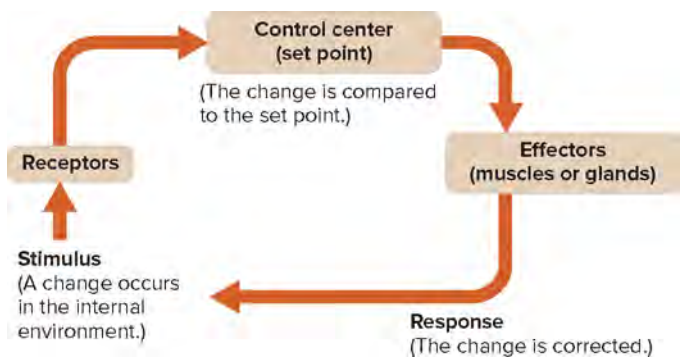 Control center
(set point)
(The change is compared
to the set point.)
Receptors
Effectors
(muscles or glands)
Stimulus
(A change occurs
in the internal
environment.)
Response
(The change is corrected.)